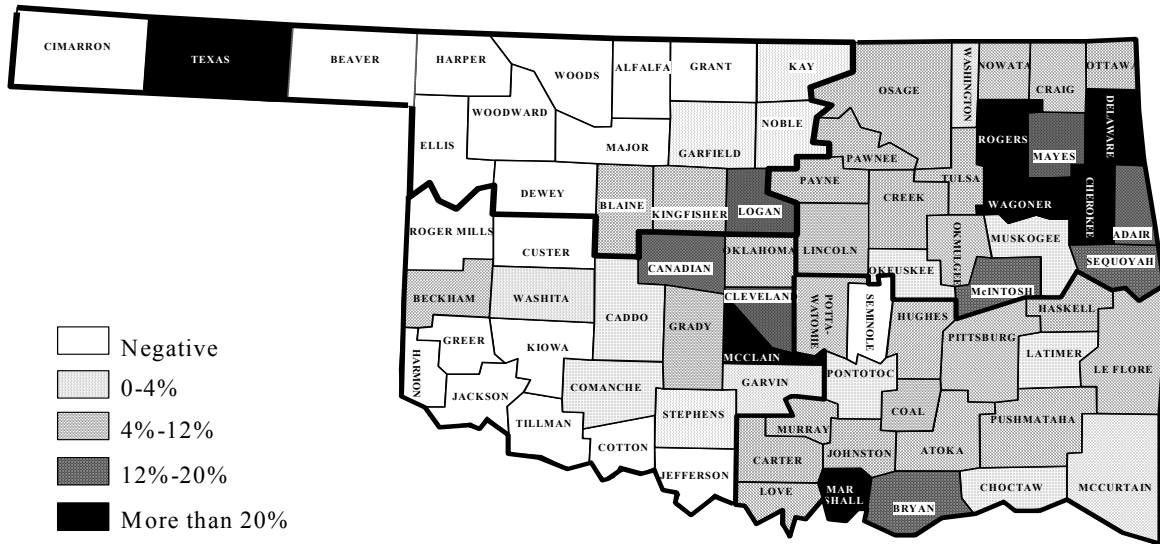 CIMARRON
TEXAS
BEAVER
HARPER
WOODS
ALFALFA
GRANT
KAY
OSAGE
WASHINGTON
NOWATA
CRAIG
OTTAWA
ELLIS
WOODWARD
MAJOR
GARFIELD
NOBLE
PAWNEE
ROGERS
MAYES
DELAWARE
DEWEY
BLAINE
KINGFISHER
LOGAN
PAYNE
CREEK
TULSA
WAGONER
CHEROKEE
ADAIR
ROGER MILLS
CUSTER
CANADIAN
OKLAHOMA
LINCOLN
OKFUSKEE
OKMULGEE
MUSKOGEE
McINTOSH
SEQUOYAH
BECKHAM
WASHITA
CADDO
GRADY
CLEVELAND
POTTA-
WATOMIE
SEMINOLE
HUGHES
PITTSBURG
HASKELL
LATIMER
LE FLORE
HARMON
GREER
KIOWA
COMANCHE
MCCLAIN
GARVIN
PONTOTOC
COAL
PUSHMATAHA
JACKSON
TILLMAN
COTTON
STEPHENS
JEFFERSON
MURRAY
CARTER
JOHNSTON
ATOKA
LOVE
MAR
SHALL
BRYAN
CHOCTAW
MCCURTAIN
Negative
0-4%
4%-12%
12%-20%
More than 20%